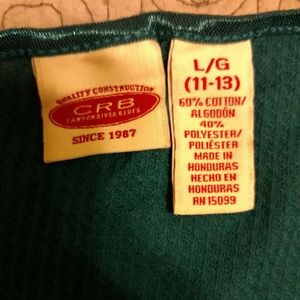 QUALITY CONSTRUCTION
CRB
CANYON RIVER BLUES
SINCE 1987
L/G
(11-13)
60% COTTON/
ALGODÓN
40%
POLYESTER/
POLIÉSTER
MADE IN
HONDURAS
HECHO EN
HONDURAS
RN 15099